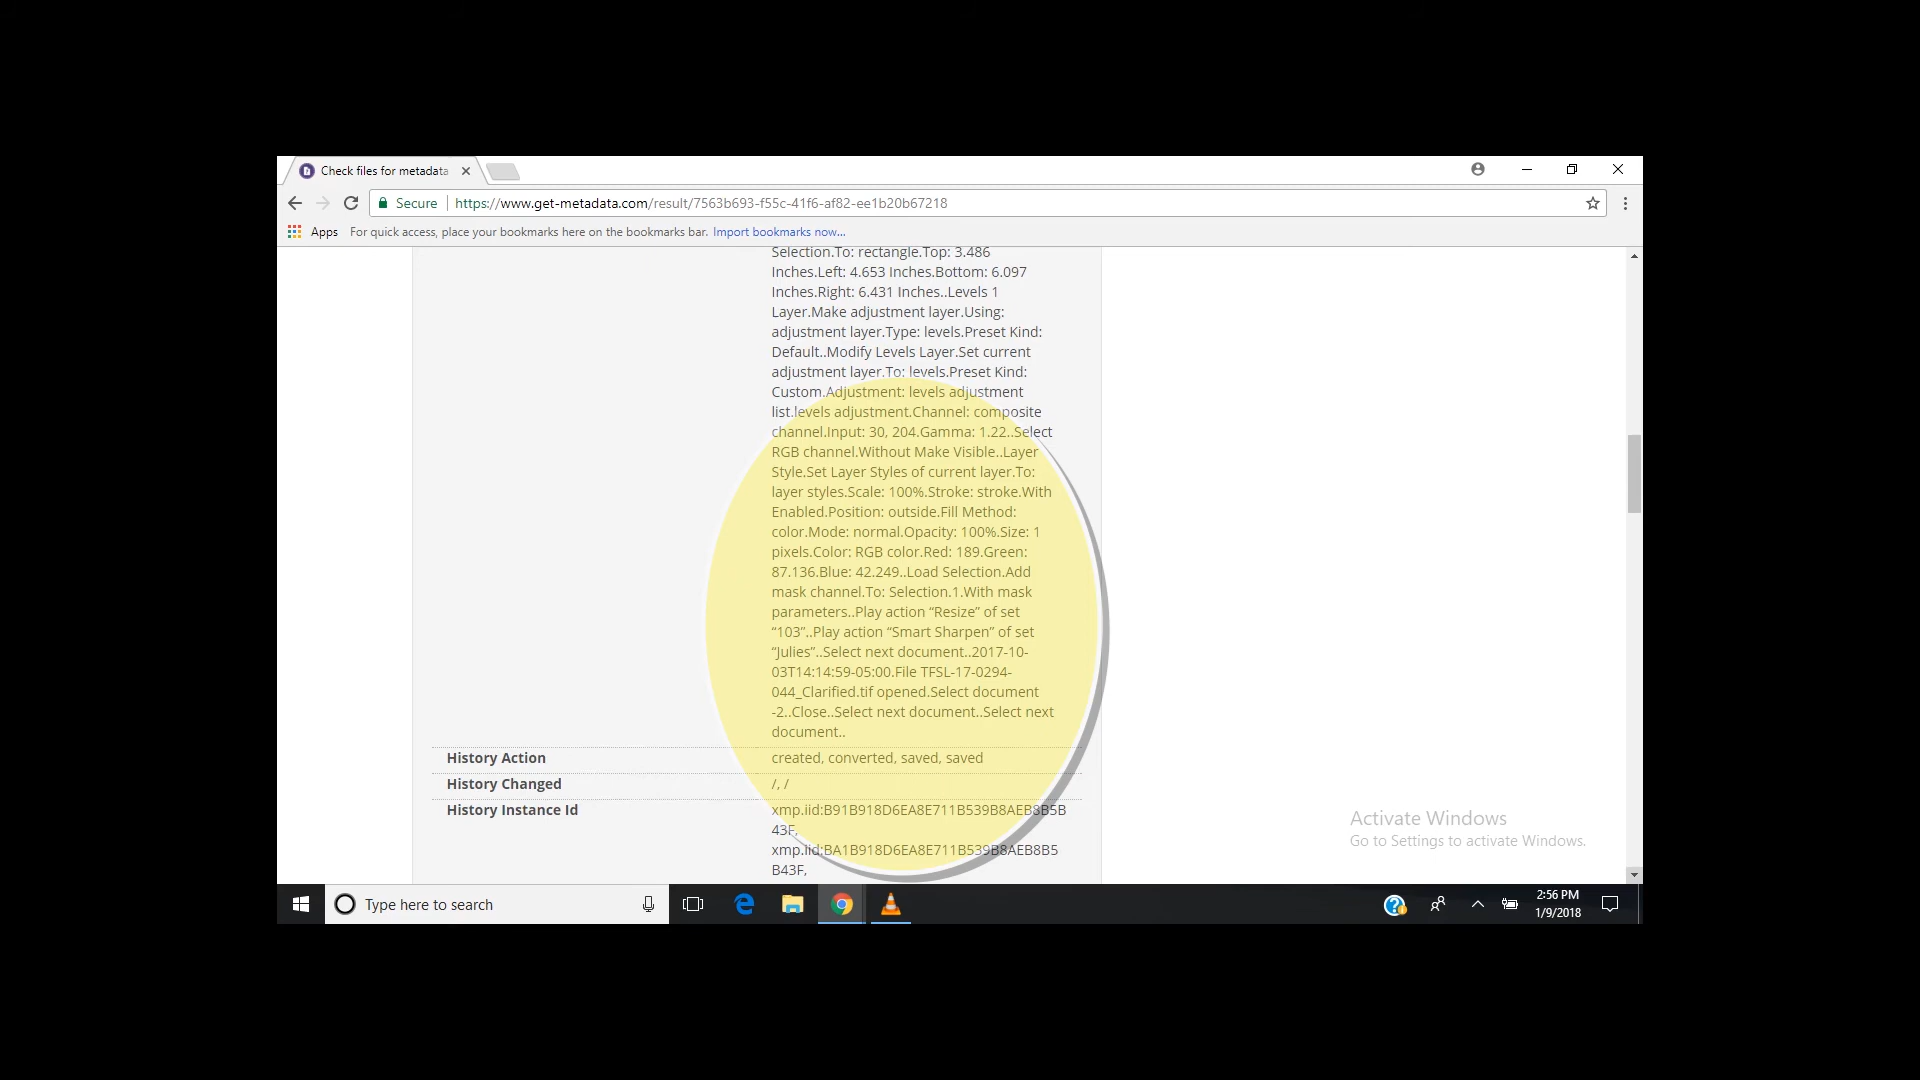 Check files for metadata
Secure
https://www.get-metadata.com/result/7563b693-f55c-41f6-af82-ee1b20b67218
Apps
For quick access, place your bookmarks here on the bookmarks bar. Import bookmarks now...
Selection.To: rectangle.Top: 3.486
Inches.Left: 4.653 Inches.Bottom: 6.097
Inches.Right: 6.431 Inches..Levels 1
Layer.Make adjustment layer.Using:
adjustment layer.Type: levels.Preset Kind:
Default..Modify Levels Layer.Set current
adjustment layer.To: levels.Preset Kind:
Custom.Adjustment: levels adjustment
list.levels adjustment.Channel: composite
channel.Input: 30, 204.Gamma: 1.22..Select
RGB channel.Without Make Visible..Layer
Style.Set Layer Styles of current layer.To:
layer styles.Scale: 100%.Stroke: stroke.With
Enabled.Position: outside.Fill Method:
color.Mode: normal.Opacity: 100%.Size: 1
pixels.Color: RGB color.Red: 189.Green:
87.136.Blue: 42.249..Load Selection.Add
mask channel.To: Selection.1.With mask
parameters..Play action “Resize” of set
“103”..Play action “Smart Sharpen” of set
“Julies”..Select next document..2017-10-
03T14:14:59-05:00.File TFSL-17-0294-
044_Clarified.tif opened.Select document
-2..Close..Select next document..Select next
document..
History Action
created, converted, saved, saved
History Changed
/, /
History Instance Id
xmp.iid:B91B918D6EA8E711B539B8AEB8B5B
43F,
xmp.iid:BA1B918D6EA8E711B539B8AEB8B5
B43F,
Activate Windows
Go to Settings to activate Windows.
Type here to search
2:56 PM
1/9/2018